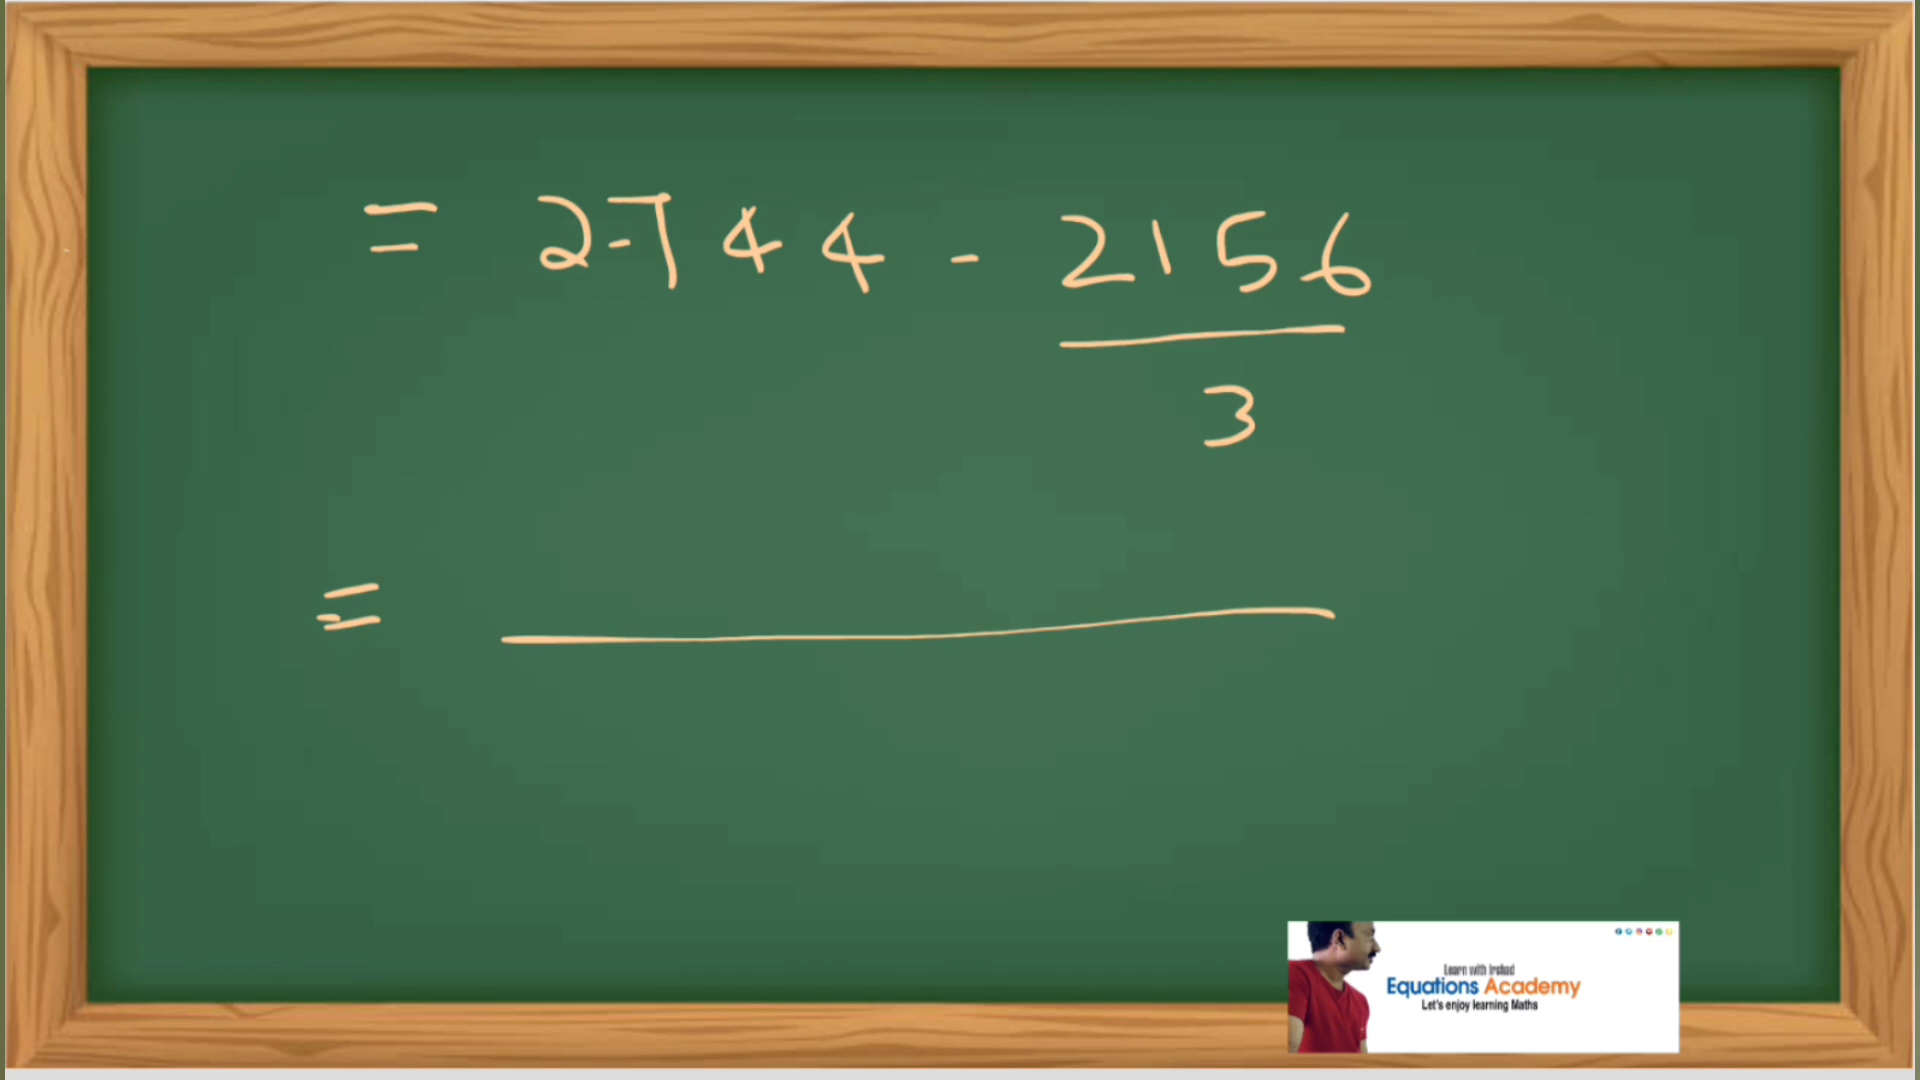 = 2744 - 2156
3
=
Learn with Irshad
Equations Academy
Let's enjoy learning Maths